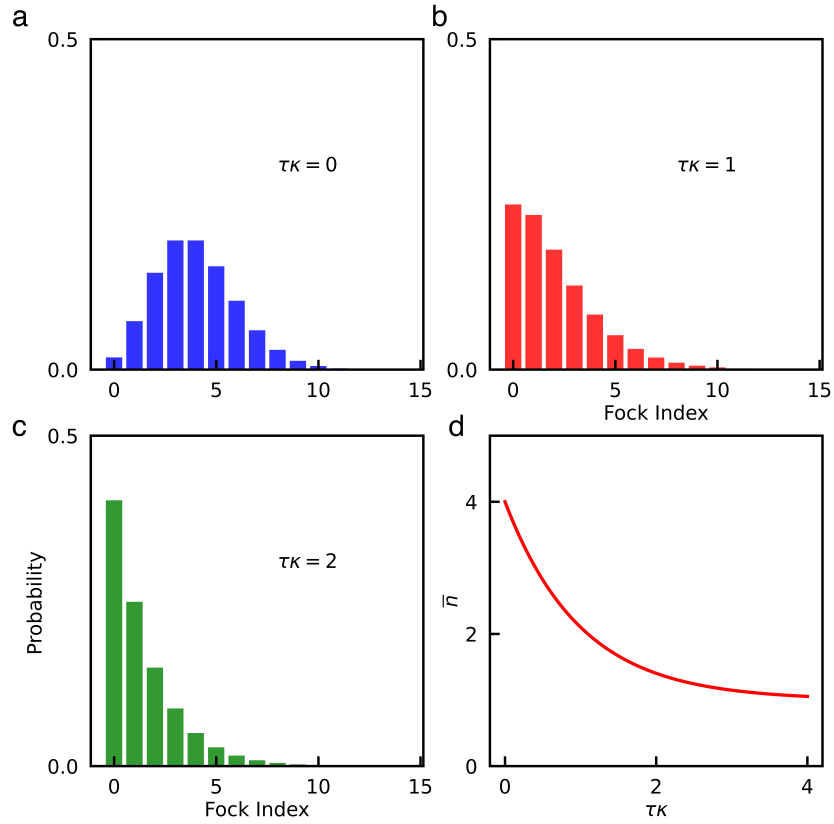 a
0.5
τκ = 0
0.0
0 5 10 15
b
0.5
τκ = 1
0.0
0 5 10 15
Fock Index
c
0.5
τκ = 2
Probability
0.0
0 5 10 15
Fock Index
d
4
n̅
2
0
0 2 4
τκ